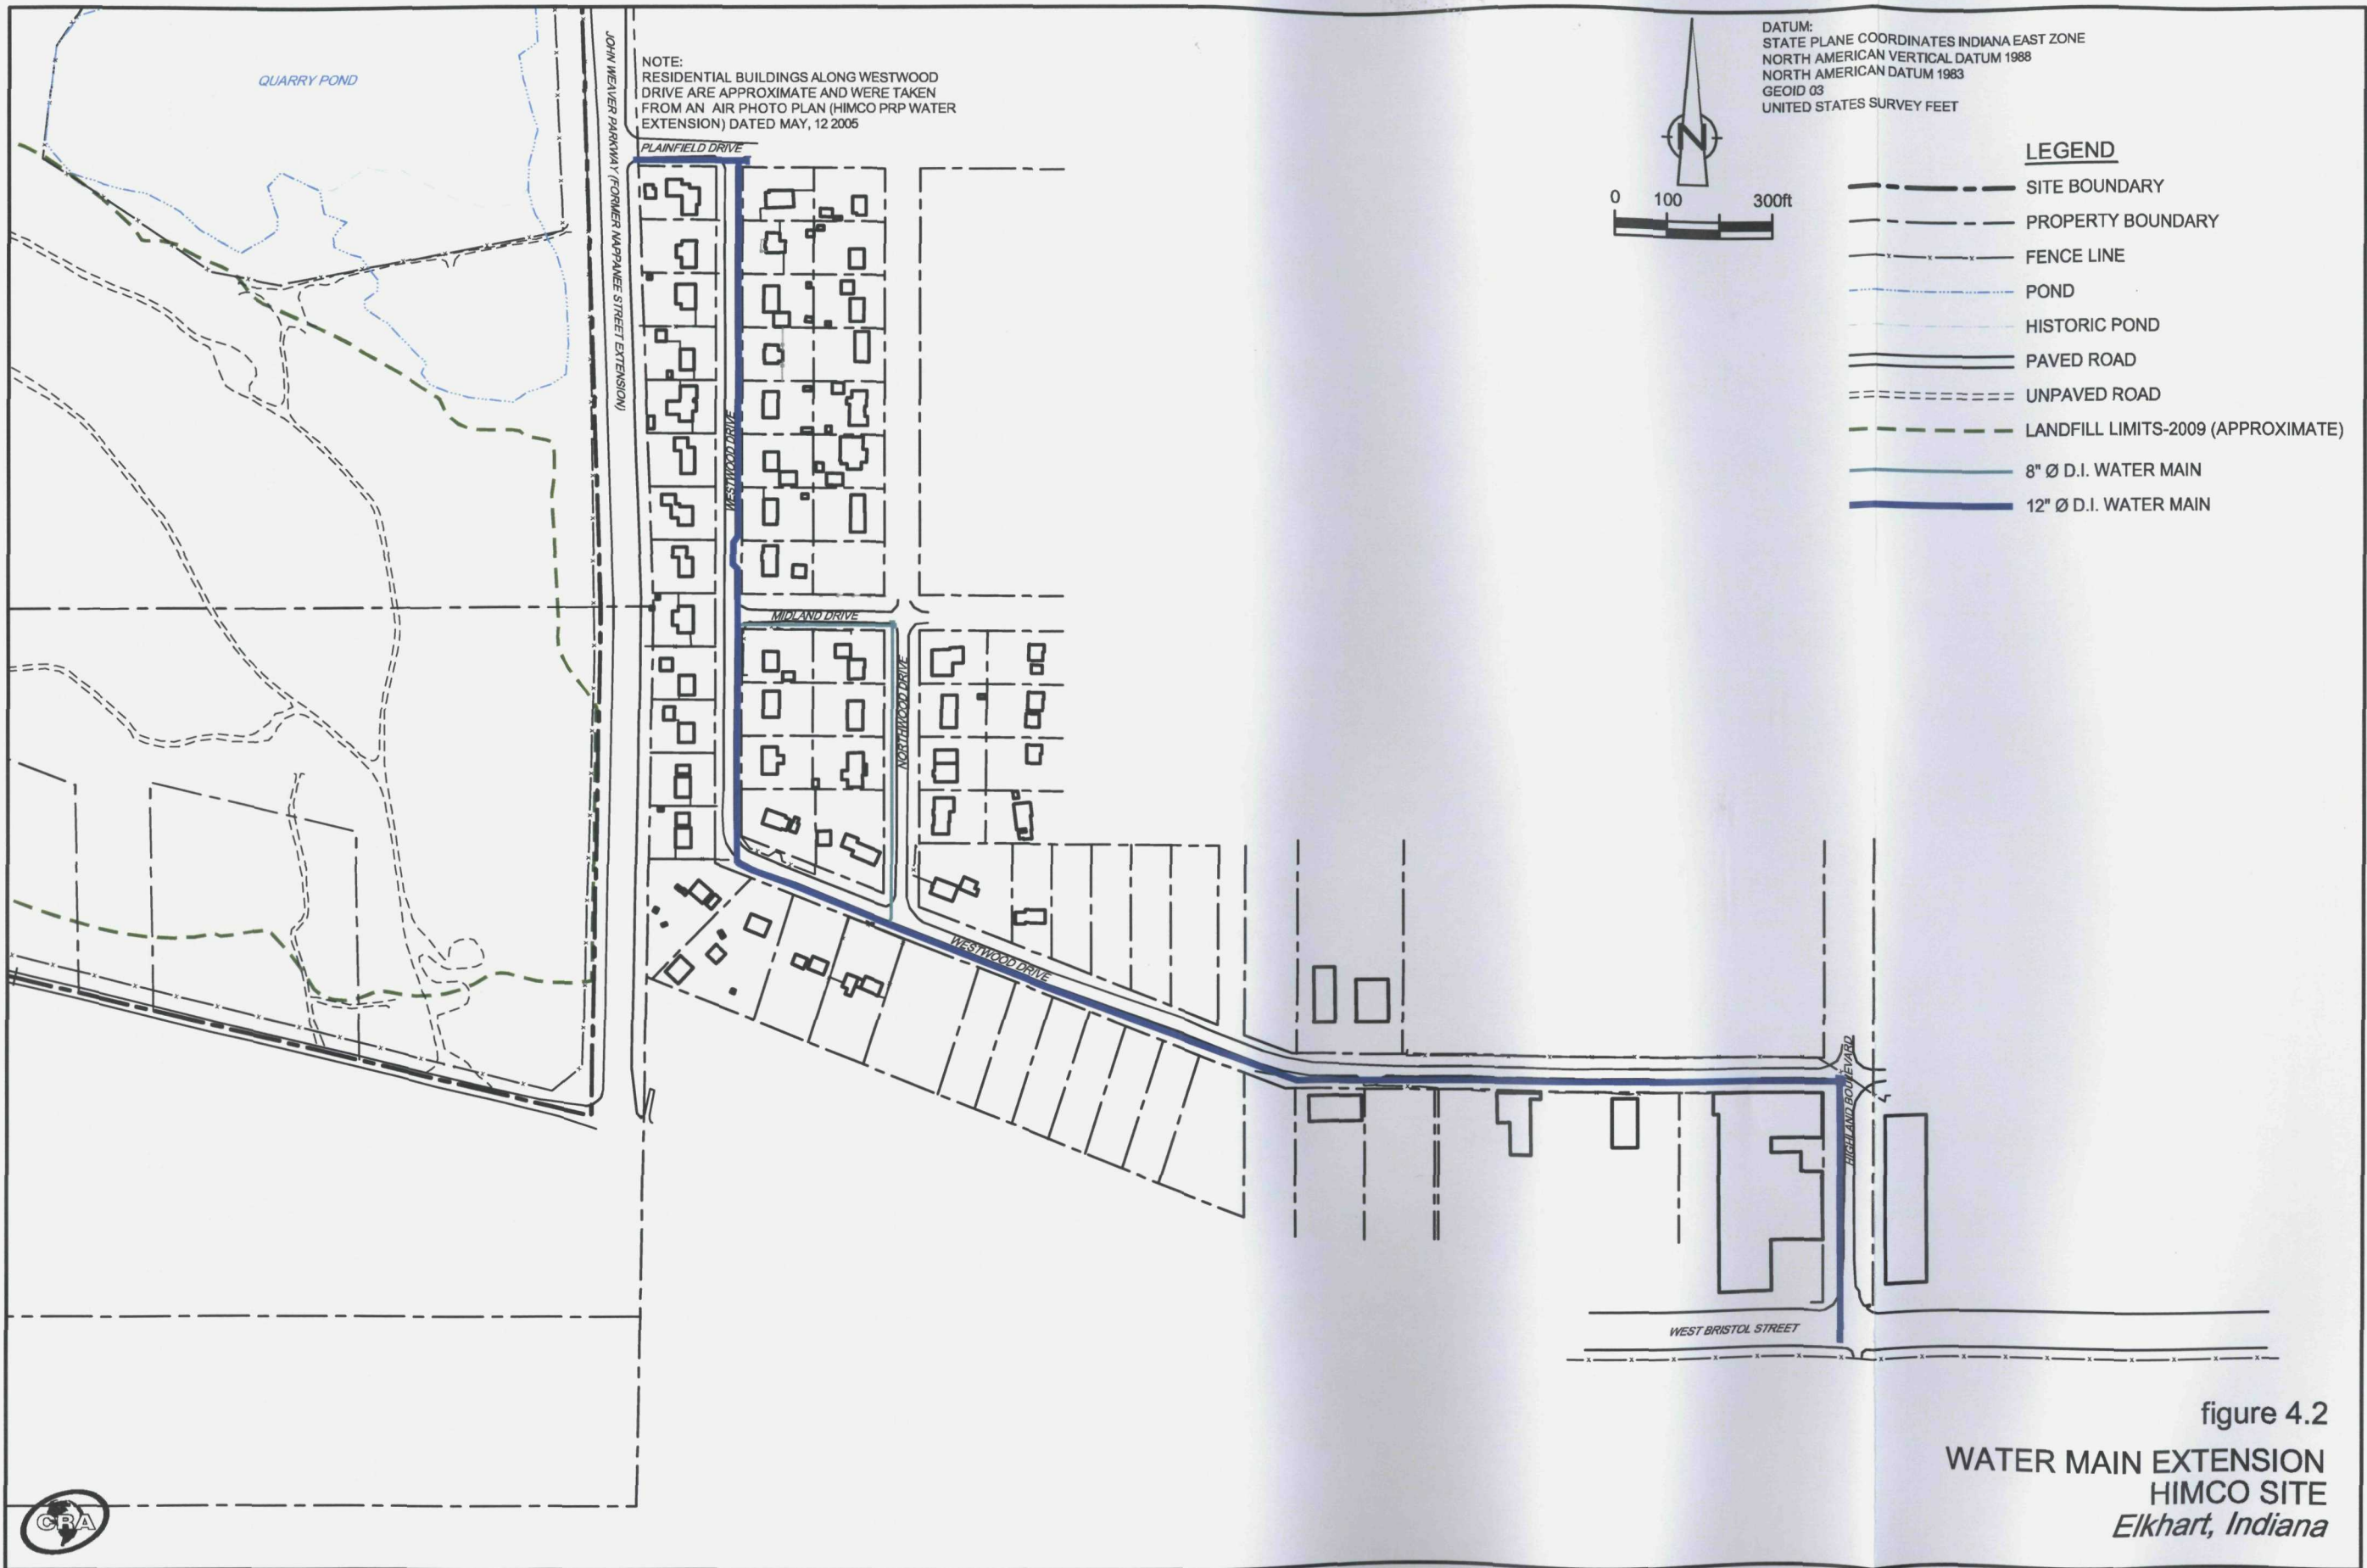 QUARRY POND
JOHN WEAVER PARKWAY (FORMER NAPPANEE STREET EXTENSION)
NOTE:
RESIDENTIAL BUILDINGS ALONG WESTWOOD
DRIVE ARE APPROXIMATE AND WERE TAKEN
FROM AN AIR PHOTO PLAN (HIMCO PRP WATER
EXTENSION) DATED MAY, 12 2005
PLAINFIELD DRIVE
WESTWOOD DRIVE
MIDLAND DRIVE
NORTHWOOD DRIVE
WESTWOOD DRIVE
HIGHLAND BOULEVARD
WEST BRISTOL STREET
N
DATUM:
STATE PLANE COORDINATES INDIANA EAST ZONE
NORTH AMERICAN VERTICAL DATUM 1988
NORTH AMERICAN DATUM 1983
GEOID 03
UNITED STATES SURVEY FEET
0 100 300ft
LEGEND
SITE BOUNDARY
PROPERTY BOUNDARY
FENCE LINE
POND
HISTORIC POND
PAVED ROAD
UNPAVED ROAD
LANDFILL LIMITS-2009 (APPROXIMATE)
8" Ø D.I. WATER MAIN
12" Ø D.I. WATER MAIN
figure 4.2
WATER MAIN EXTENSION
HIMCO SITE
Elkhart, Indiana
CRA